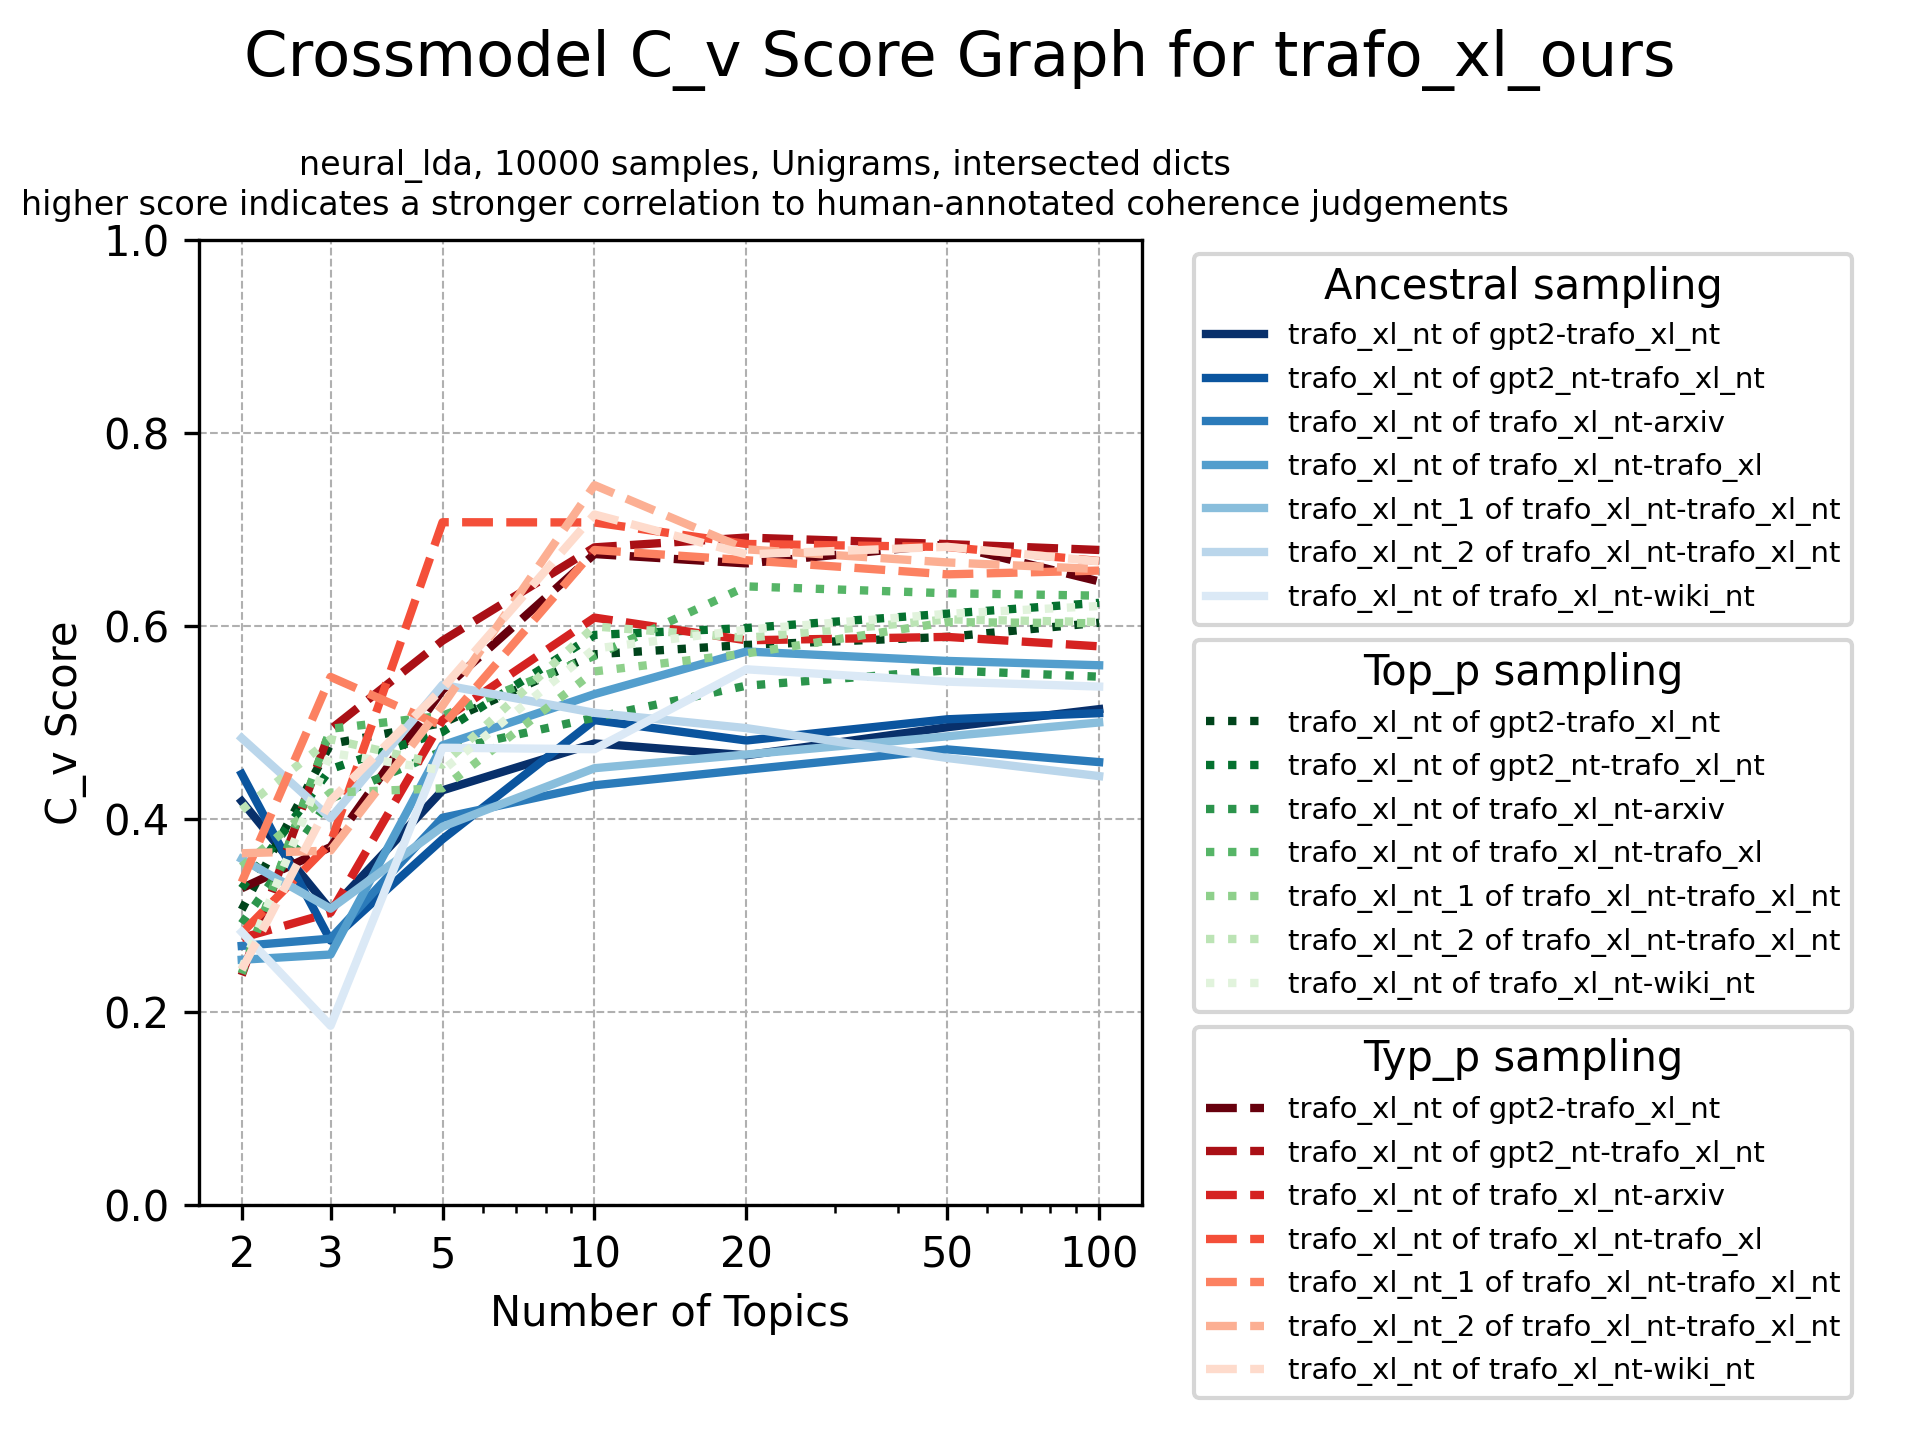 Crossmodel C_v Score Graph for trafo_xl_ours
neural_lda, 10000 samples, Unigrams, intersected dicts
higher score indicates a stronger correlation to human-annotated coherence judgements
C_v Score
1.0
0.8
0.6
0.4
0.2
0.0
2 3 5 10 20 50 100
Number of Topics
Ancestral sampling
trafo_xl_nt of gpt2-trafo_xl_nt
trafo_xl_nt of gpt2_nt-trafo_xl_nt
trafo_xl_nt of trafo_xl_nt-arxiv
trafo_xl_nt of trafo_xl_nt-trafo_xl
trafo_xl_nt_1 of trafo_xl_nt-trafo_xl_nt
trafo_xl_nt_2 of trafo_xl_nt-trafo_xl_nt
trafo_xl_nt of trafo_xl_nt-wiki_nt
Top_p sampling
trafo_xl_nt of gpt2-trafo_xl_nt
trafo_xl_nt of gpt2_nt-trafo_xl_nt
trafo_xl_nt of trafo_xl_nt-arxiv
trafo_xl_nt of trafo_xl_nt-trafo_xl
trafo_xl_nt_1 of trafo_xl_nt-trafo_xl_nt
trafo_xl_nt_2 of trafo_xl_nt-trafo_xl_nt
trafo_xl_nt of trafo_xl_nt-wiki_nt
Typ_p sampling
trafo_xl_nt of gpt2-trafo_xl_nt
trafo_xl_nt of gpt2_nt-trafo_xl_nt
trafo_xl_nt of trafo_xl_nt-arxiv
trafo_xl_nt of trafo_xl_nt-trafo_xl
trafo_xl_nt_1 of trafo_xl_nt-trafo_xl_nt
trafo_xl_nt_2 of trafo_xl_nt-trafo_xl_nt
trafo_xl_nt of trafo_xl_nt-wiki_nt